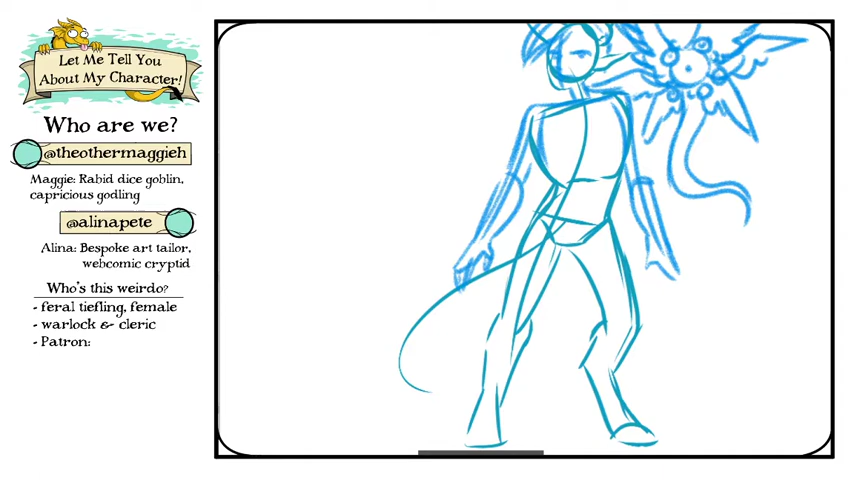 Let Me Tell You
About My Character!
Who are we?
@theothermaggieh
Maggie: Rabid dice goblin,
capricious godling
@alinapete
Alina: Bespoke art tailor,
webcomic cryptid
Who's this weirdo?
- feral tiefling, female
- warlock & cleric
- Patron: